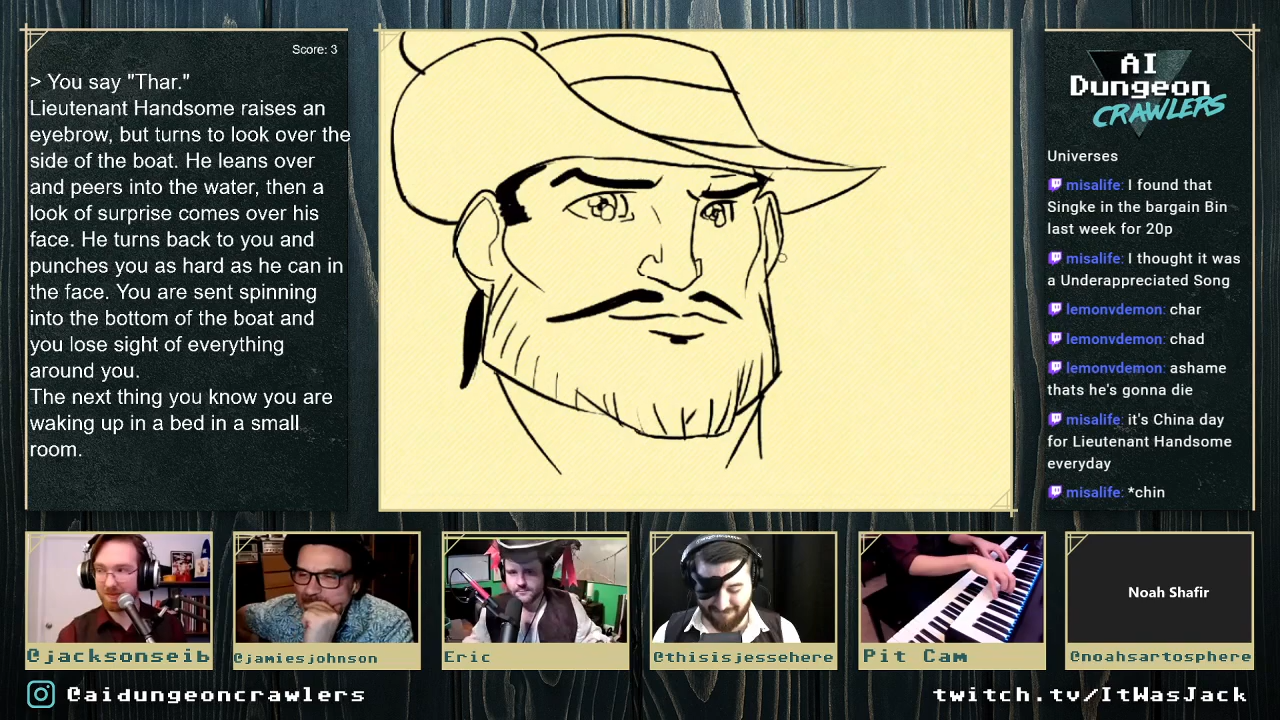 Score: 3
> You say "Thar."
Lieutenant Handsome raises an
eyebrow, but turns to look over the
side of the boat. He leans over
and peers into the water, then a
look of surprise comes over his
face. He turns back to you and
punches you as hard as he can in
the face. You are sent spinning
into the bottom of the boat and
you lose sight of everything
around you.
The next thing you know you are
waking up in a bed in a small
room.
AI
Dungeon
CRAWLERS
Universes
misalife: I found that
Singke in the bargain Bin
last week for 20p
misalife: I thought it was
a Underappreciated Song
lemonvdemon: char
lemonvdemon: chad
lemonvdemon: ashame
thats he's gonna die
misalife: it's China day
for Lieutenant Handsome
everyday
misalife: *chin
@jacksonseib
@jamiesjohnson
Eric
@thisisjessehere
Pit Cam
Noah Shafir
@noahsartosphere
@aidungeoncrawlers
twitch.tv/ItWasJack